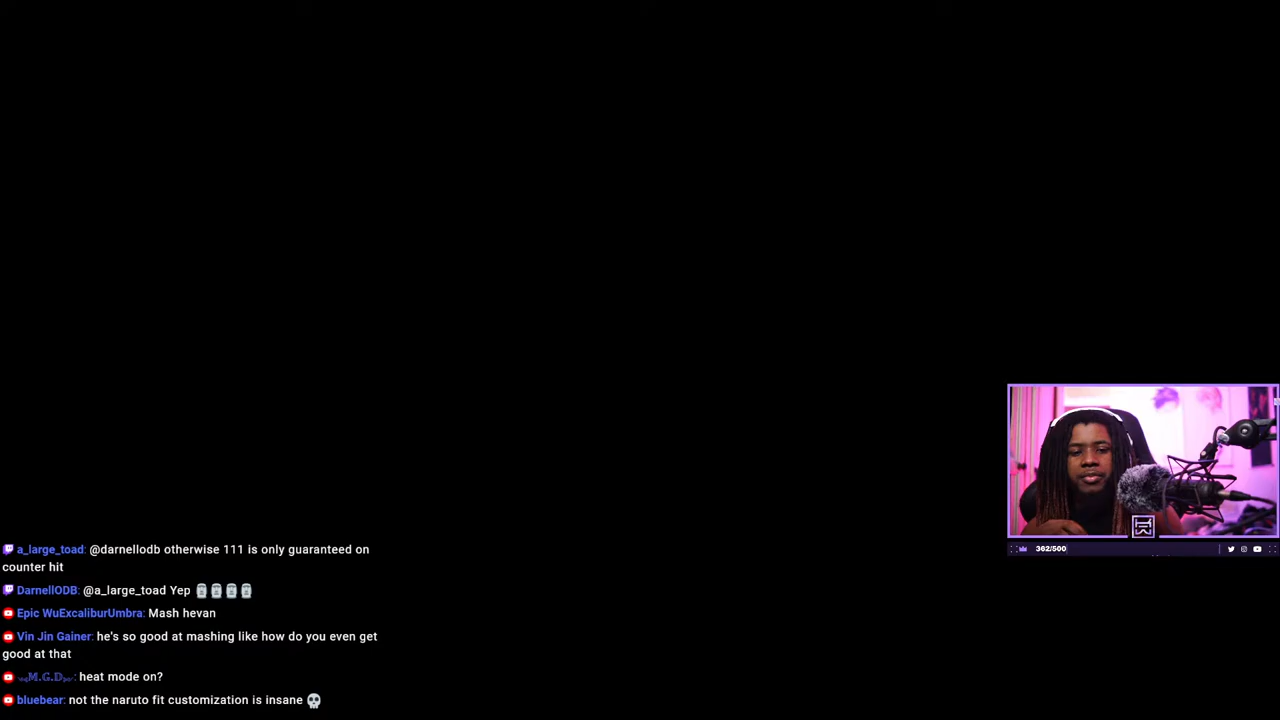 362/500
a_large_toad: @darnellodb otherwise 111 is only guaranteed on
counter hit
DarnellODB: @a_large_toad Yep 🗿🗿🗿🗿
Epic WuExcaliburUmbra: Mash hevan
Vin Jin Gainer: he's so good at mashing like how do you even get
good at that
M.G.D: heat mode on?
bluebear: not the naruto fit customization is insane 💀